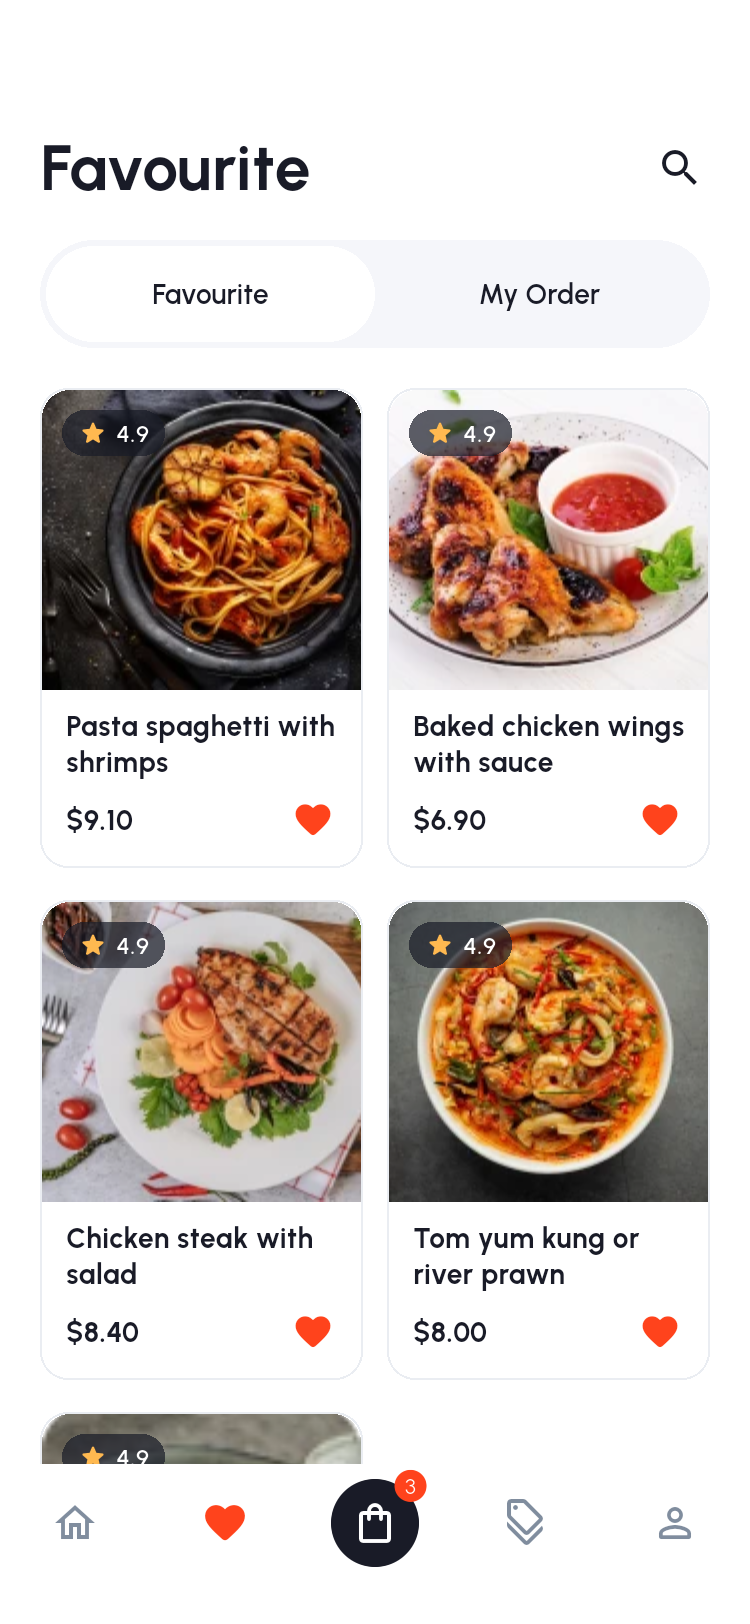 Favourite
Favourite
My Order
4.9
4.9
Pasta spaghetti with
shrimps
$9.10
Baked chicken wings
with sauce
$6.90
4.9
4.9
Chicken steak with
salad
$8.40
Tom yum kung or
river prawn
$8.00
4.9
3